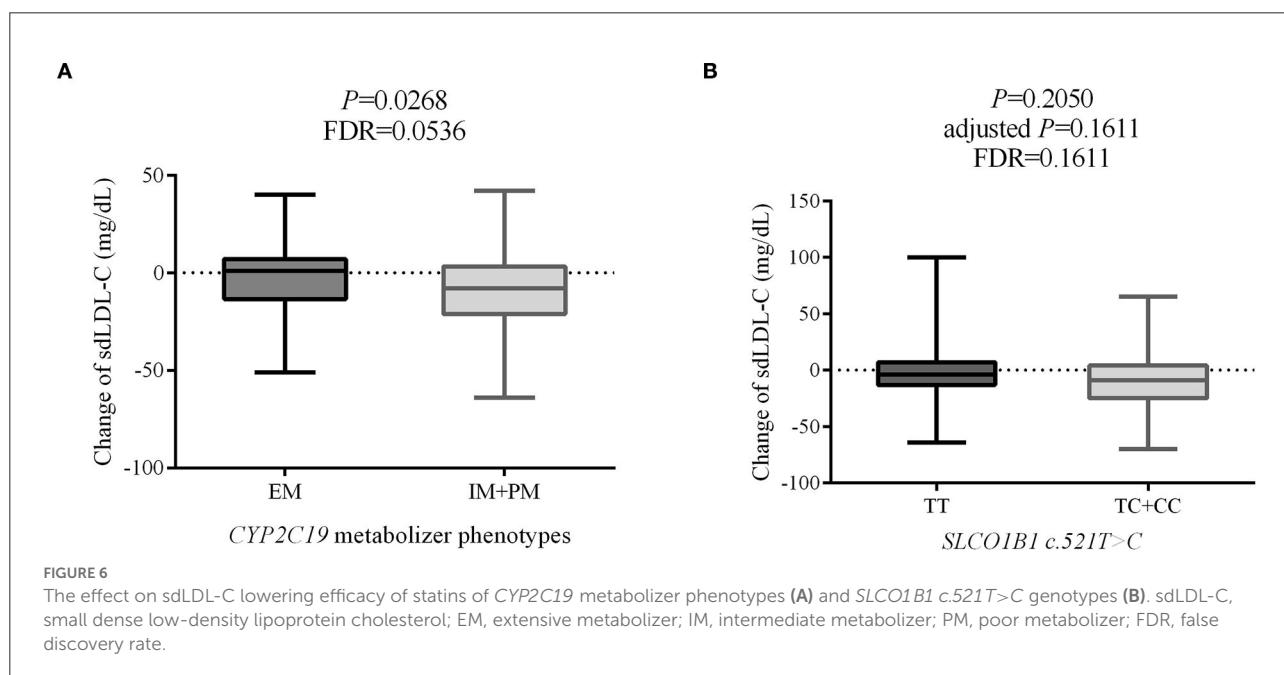 A
P=0.0268
FDR=0.0536
Change of sdLDL-C (mg/dL)
50
0
-50
-100
EM IM+PM
CYP2C19 metabolizer phenotypes
B
P=0.2050
adjusted P=0.1611
FDR=0.1611
Change of sdLDL-C (mg/dL)
150
100
50
0
-50
-100
TT TC+CC
SLCO1B1 c.521T>C
FIGURE 6
The effect on sdLDL-C lowering efficacy of statins of CYP2C19 metabolizer phenotypes (A) and SLCO1B1 c.521T>C genotypes (B). sdLDL-C,
small dense low-density lipoprotein cholesterol; EM, extensive metabolizer; IM, intermediate metabolizer; PM, poor metabolizer; FDR, false
discovery rate.